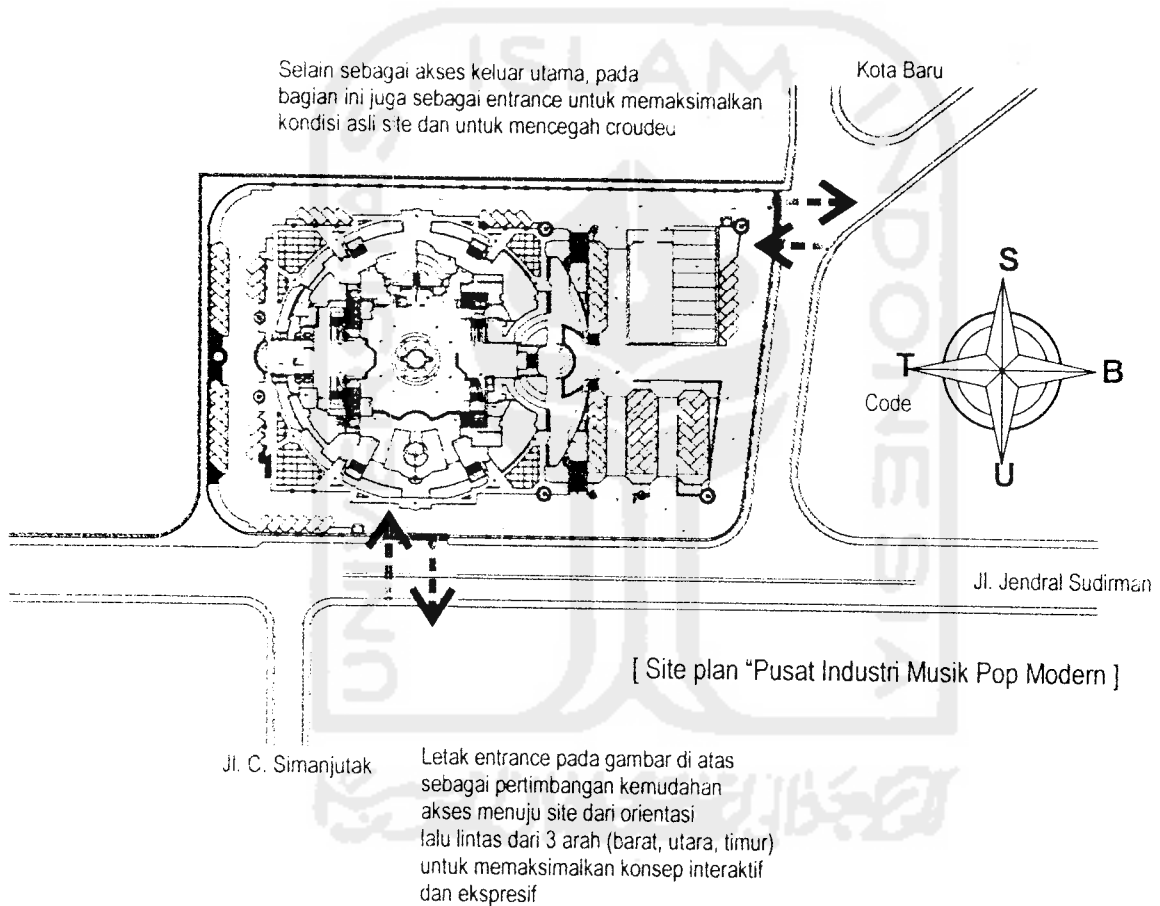 Selain sebagai akses keluar utama, pada
bagian ini juga sebagai entrance untuk memaksimalkan
kondisi asli site dan untuk mencegah
Kota Baru
S
T
B
U
Code
Jl. Jendral Sudirman
[ Site plan “Pusat Industri Musik Pop Modern ]
Jl. C. Simanjutak
Letak entrance pada gambar di atas
sebagai pertimbangan kemudahan
akses menuju site dari orientasi
lalu lintas dari 3 arah (barat, utara, timur)
untuk memaksimalkan konsep interaktif
dan ekspresif
ISLAM
INDONESIA